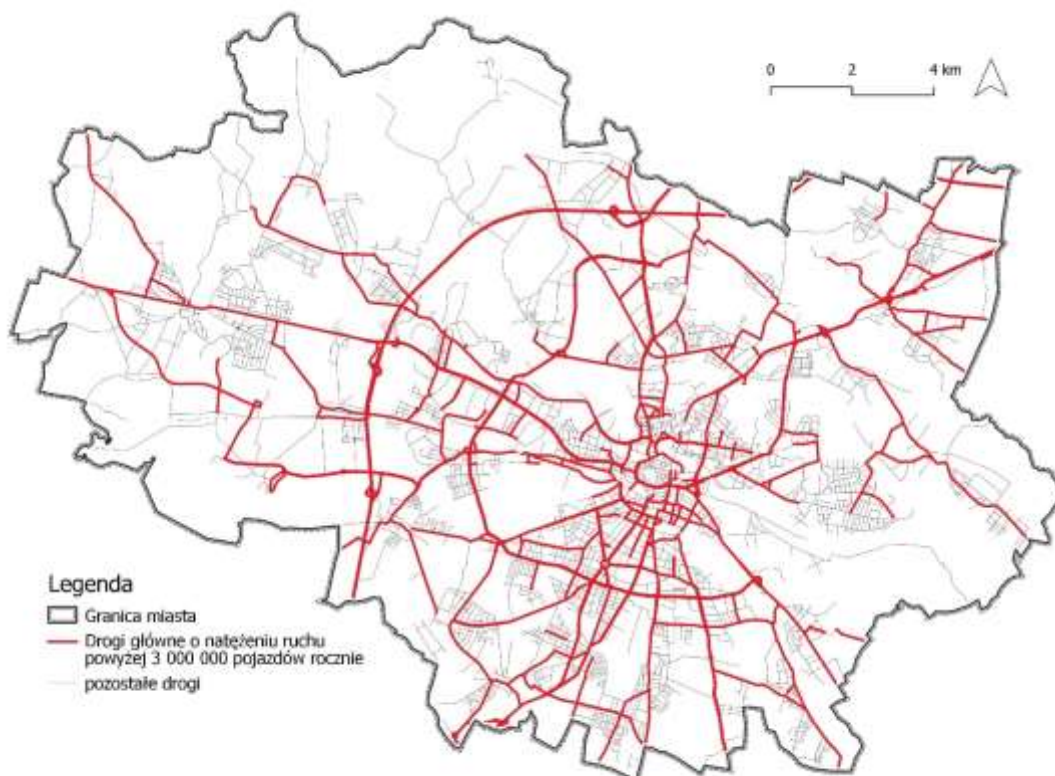 0 2 4 km
Legenda
Granica miasta
Drogi główne o natężeniu ruchu
powyżej 3 000 000 pojazdów rocznie
pozostałe drogi